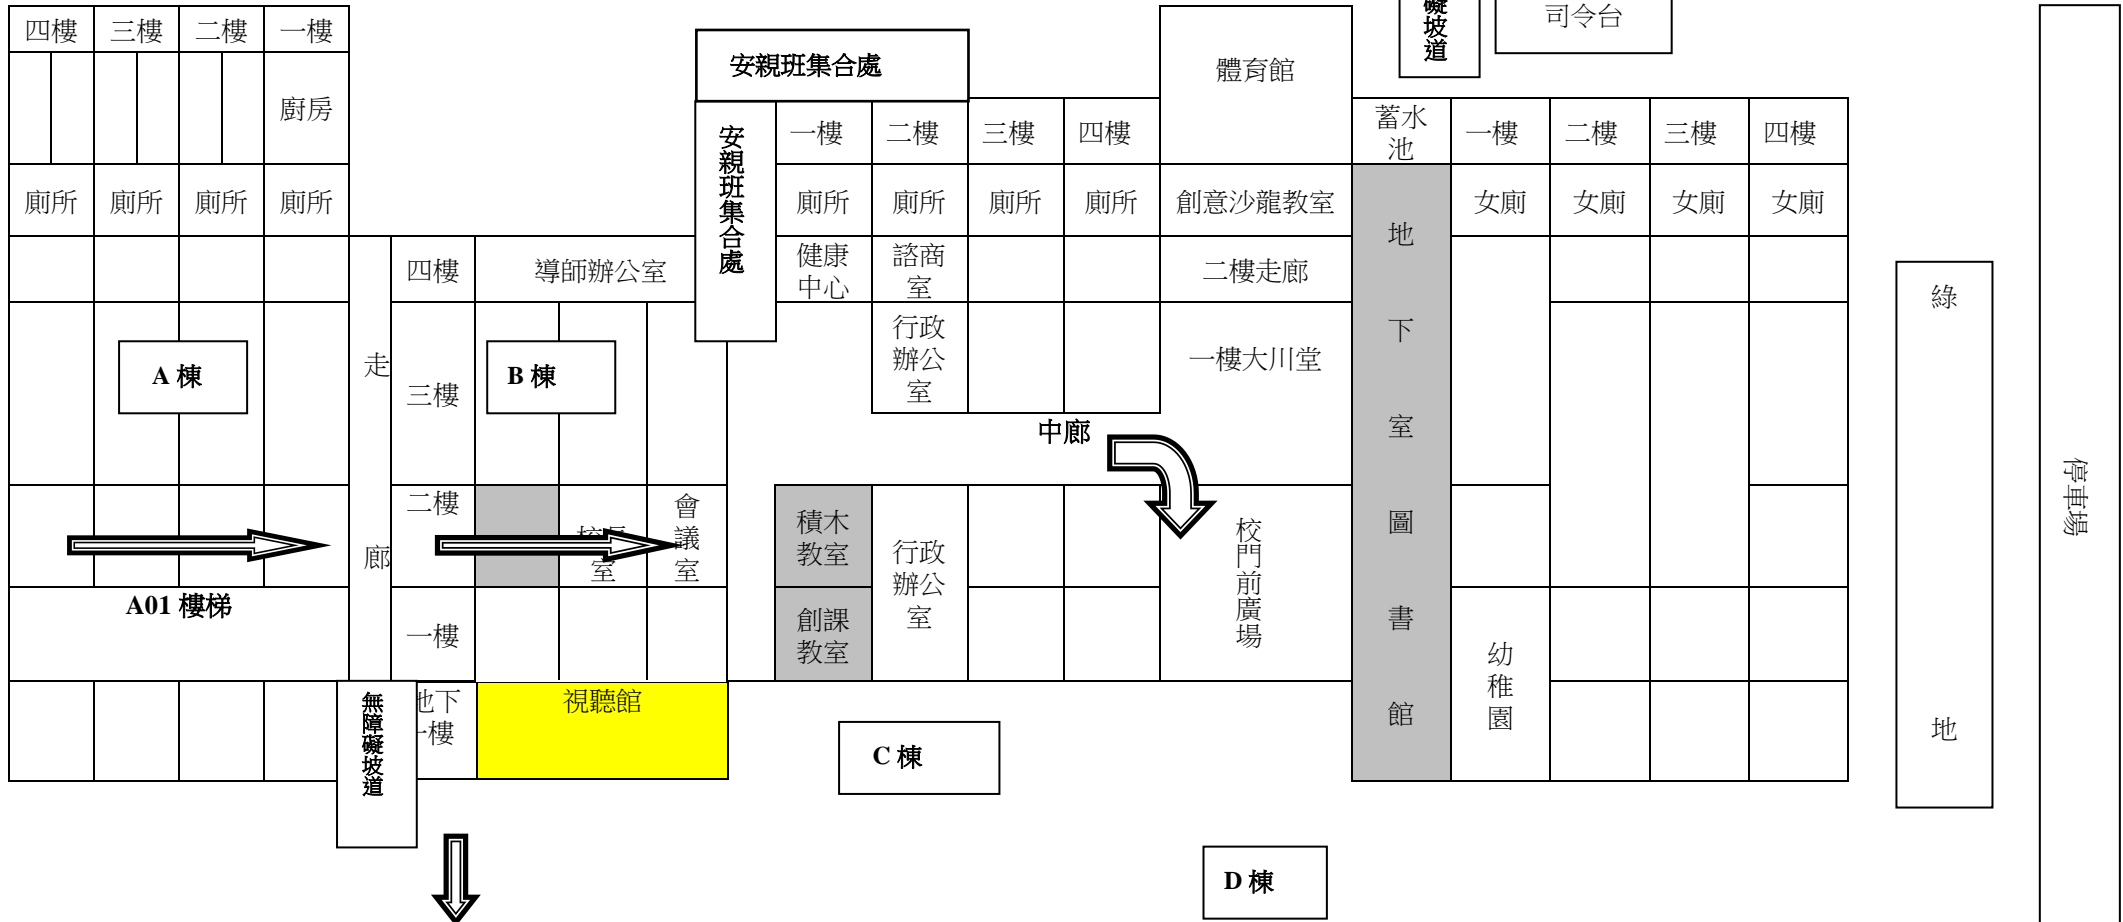 礙坡道
司令台
四樓 三樓 二樓 一樓
安親班集合處
體育館
廚房
安親班集合處
一樓 二樓 三樓 四樓
蓄水
池
一樓 二樓 三樓 四樓
廁所 廁所 廁所 廁所
廁所 廁所 廁所 廁所
創意沙龍教室
女廁 女廁 女廁 女廁
走廊
四樓
導師辦公室
健康
中心
諮商
室
二樓走廊
地下室圖書館
綠地
停車場
A 棟
三樓
B 棟
行政
辦公
室
一樓大川堂
中廊
二樓
室
會議室
積木
教室
行政
辦公
室
校門前廣場
A01 樓梯
一樓
創課
教室
幼稚園
無障礙坡道
地下
一樓
視聽館
C 棟
D 棟